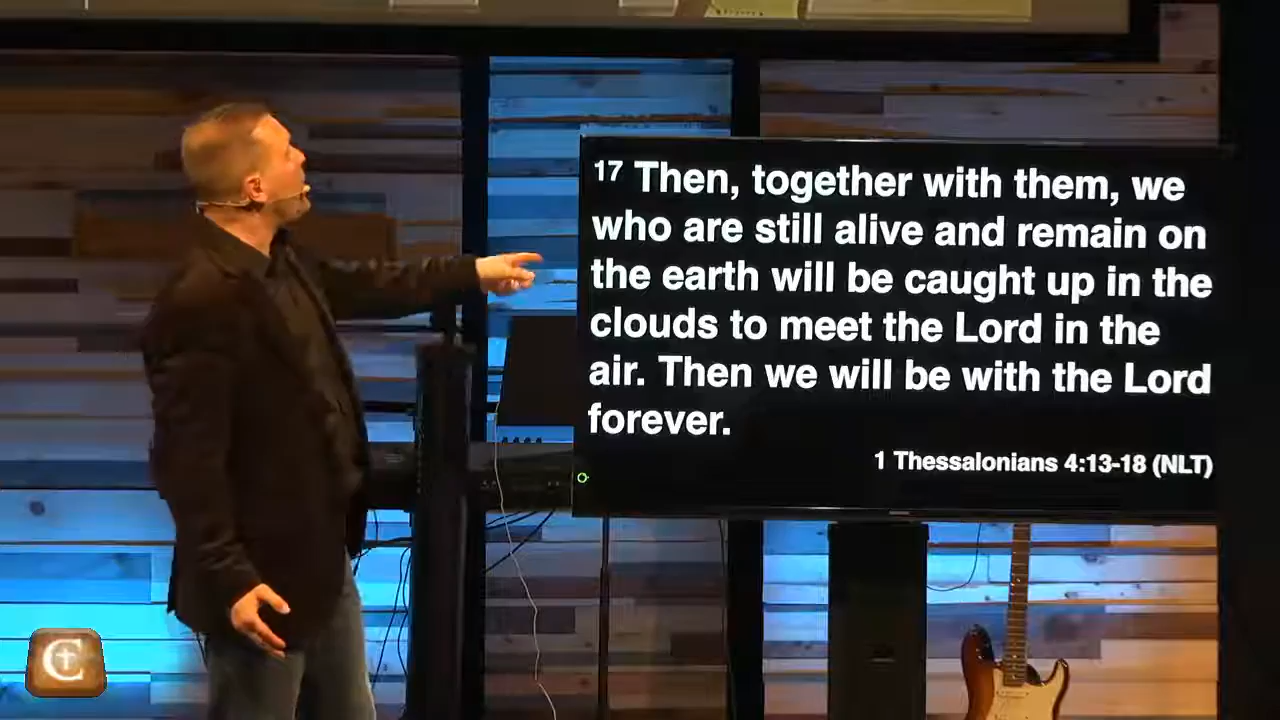 17 Then, together with them, we
who are still alive and remain on
the earth will be caught up in the
clouds to meet the Lord in the
air. Then we will be with the Lord
forever.
1 Thessalonians 4:13-18 (NLT)
C